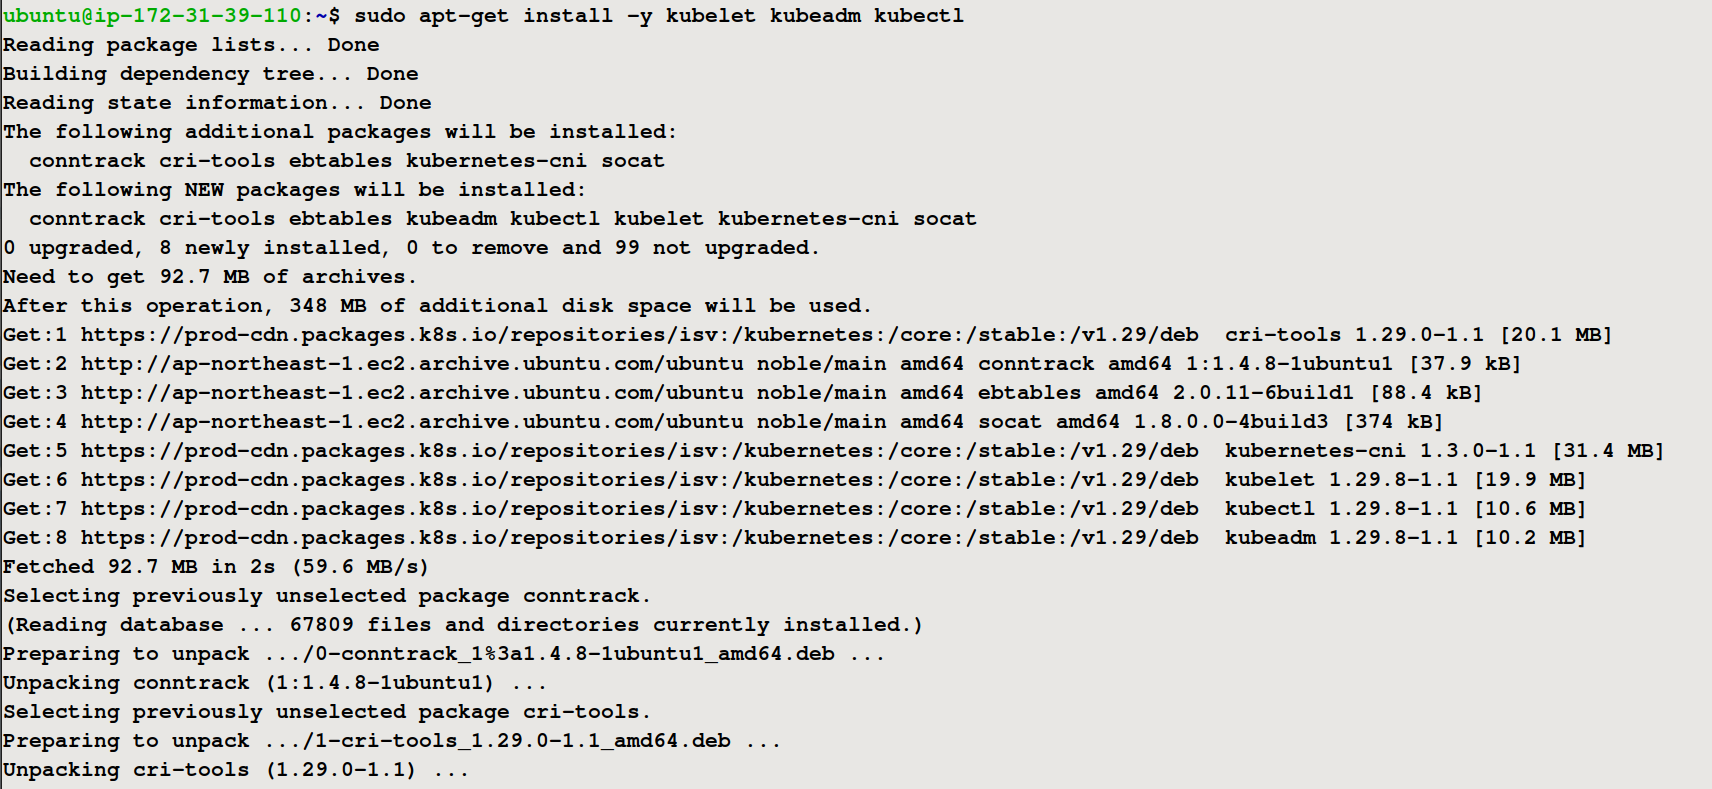 ubuntu@ip-172-31-39-110:~$ sudo apt-get install -y kubelet kubeadm kubectl
Reading package lists... Done
Building dependency tree... Done
Reading state information... Done
The following additional packages will be installed:
  conntrack cri-tools ebtables kubernetes-cni socat
The following NEW packages will be installed:
  conntrack cri-tools ebtables kubeadm kubectl kubelet kubernetes-cni socat
0 upgraded, 8 newly installed, 0 to remove and 99 not upgraded.
Need to get 92.7 MB of archives.
After this operation, 348 MB of additional disk space will be used.
Get:1 https://prod-cdn.packages.k8s.io/repositories/isv:/kubernetes:/core:/stable:/v1.29/deb  cri-tools 1.29.0-1.1 [20.1 MB]
Get:2 http://ap-northeast-1.ec2.archive.ubuntu.com/ubuntu noble/main amd64 conntrack amd64 1:1.4.8-1ubuntu1 [37.9 kB]
Get:3 http://ap-northeast-1.ec2.archive.ubuntu.com/ubuntu noble/main amd64 ebtables amd64 2.0.11-6build1 [88.4 kB]
Get:4 http://ap-northeast-1.ec2.archive.ubuntu.com/ubuntu noble/main amd64 socat amd64 1.8.0.0-4build3 [374 kB]
Get:5 https://prod-cdn.packages.k8s.io/repositories/isv:/kubernetes:/core:/stable:/v1.29/deb  kubernetes-cni 1.3.0-1.1 [31.4 MB]
Get:6 https://prod-cdn.packages.k8s.io/repositories/isv:/kubernetes:/core:/stable:/v1.29/deb  kubelet 1.29.8-1.1 [19.9 MB]
Get:7 https://prod-cdn.packages.k8s.io/repositories/isv:/kubernetes:/core:/stable:/v1.29/deb  kubectl 1.29.8-1.1 [10.6 MB]
Get:8 https://prod-cdn.packages.k8s.io/repositories/isv:/kubernetes:/core:/stable:/v1.29/deb  kubeadm 1.29.8-1.1 [10.2 MB]
Fetched 92.7 MB in 2s (59.6 MB/s)
Selecting previously unselected package conntrack.
(Reading database ... 67809 files and directories currently installed.)
Preparing to unpack .../0-conntrack_1%3a1.4.8-1ubuntu1_amd64.deb ...
Unpacking conntrack (1:1.4.8-1ubuntu1) ...
Selecting previously unselected package cri-tools.
Preparing to unpack .../1-cri-tools_1.29.0-1.1_amd64.deb ...
Unpacking cri-tools (1.29.0-1.1) ...